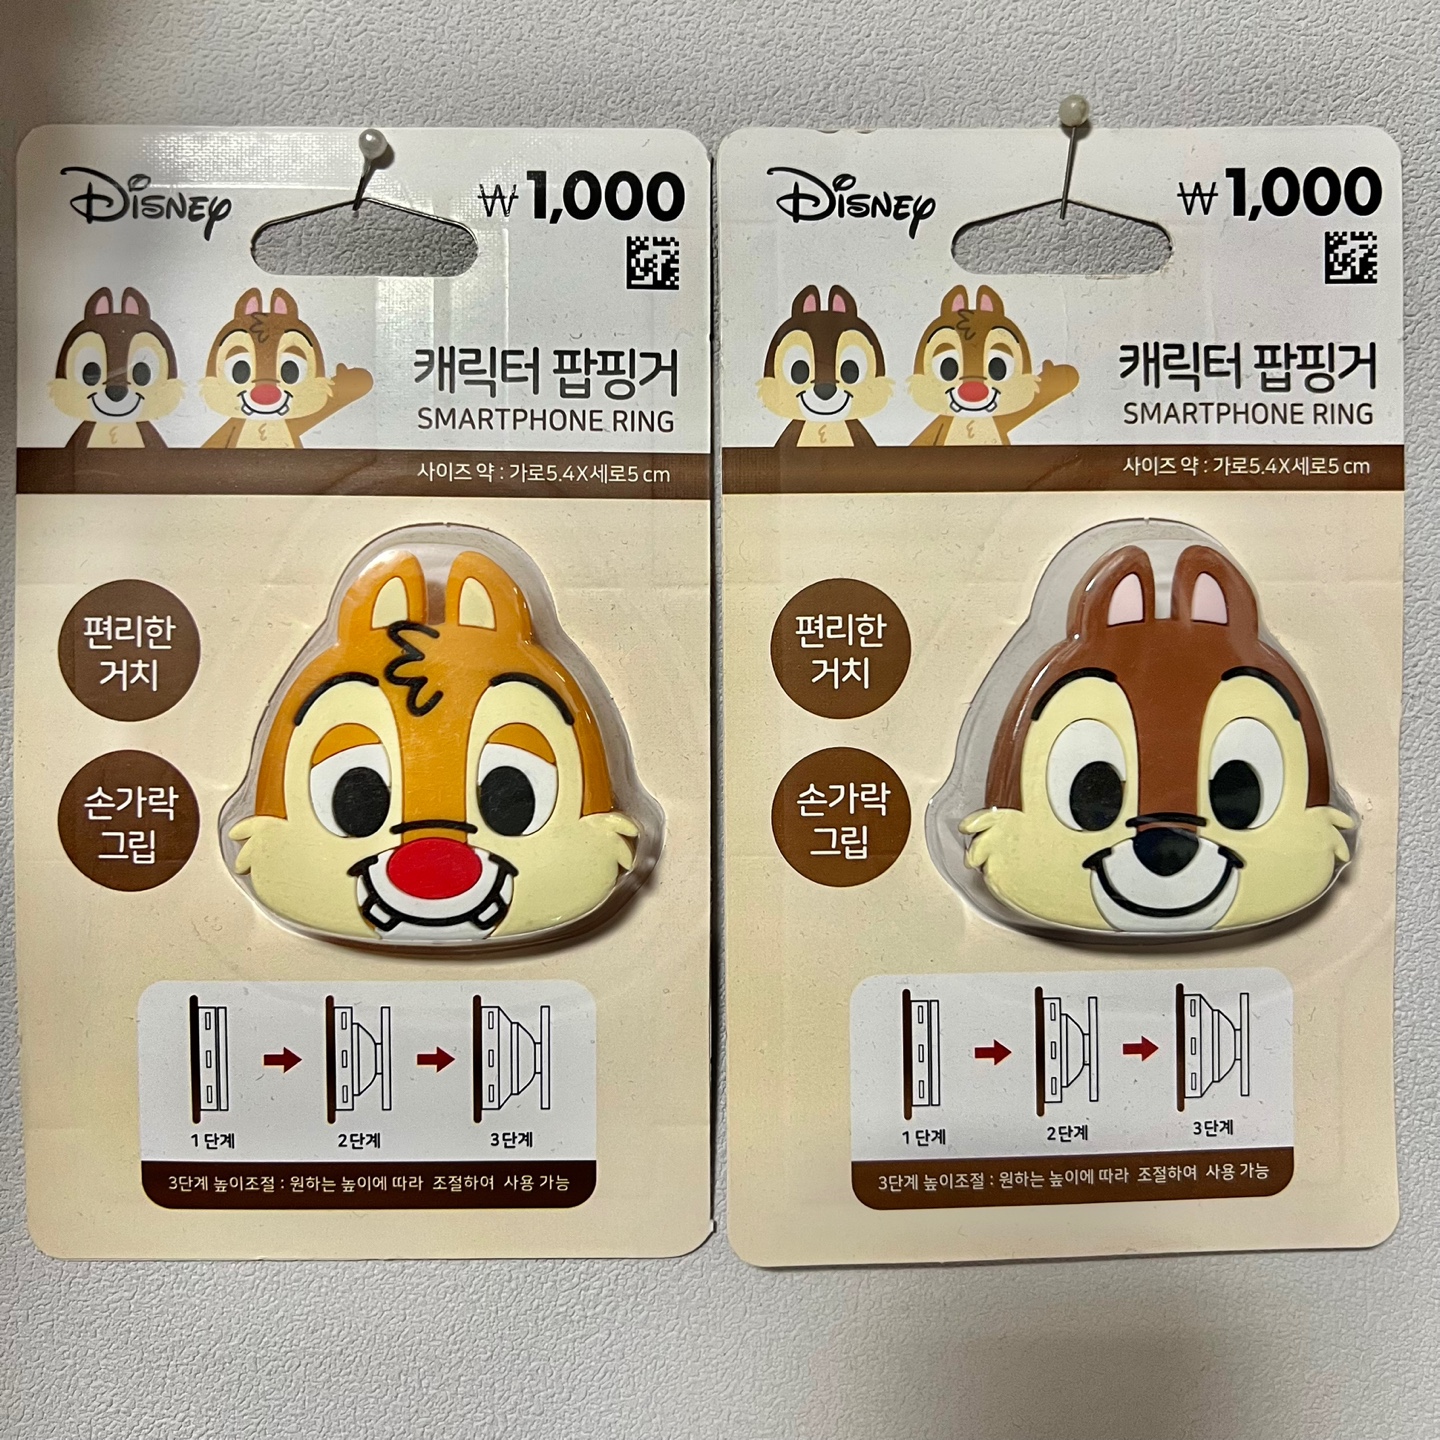 Disney
₩1,000
캐릭터 팝핑거
SMARTPHONE RING
사이즈 약 : 가로5.4X세로5 cm
편리한
거치
손가락
그립
1 단계
2단계
3단계
3단계 높이조절 : 원하는 높이에 따라 조절하여 사용 가능
Disney
₩1,000
캐릭터 팝핑거
SMARTPHONE RING
사이즈 약 : 가로5.4X세로5 cm
편리한
거치
손가락
그립
1 단계
2단계
3단계
3단계 높이조절 : 원하는 높이에 따라 조절하여 사용 가능